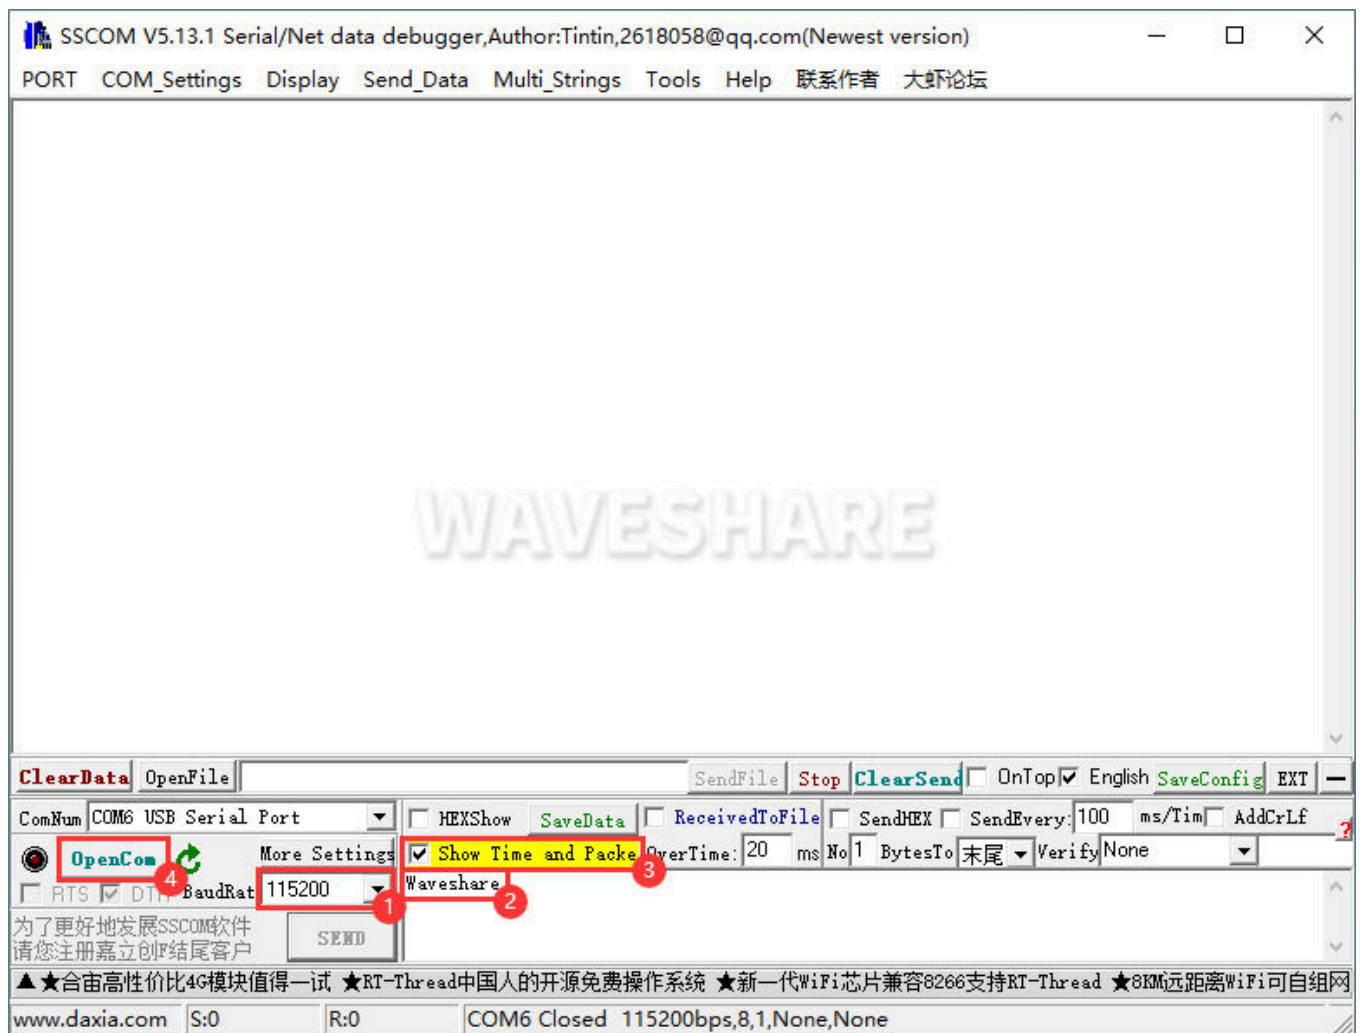 SSCOM V5.13.1 Serial/Net data debugger,Author:Tintin,2618058@qq.com(Newest version)
PORT COM_Settings Display Send_Data Multi_Strings Tools Help 联系作者 大虾论坛
WAVESHARE
ClearData OpenFile SendFile Stop ClearSend OnTop English SaveConfig EXT —
ComNum COM6 USB Serial Port HEXShow SaveData ReceivedToFile SendHEX SendEvery: 100 ms/Tim AddCrLf
?
OpenCom 4 More Settings Show Time and Packe 3 OverTime: 20 ms No 1 BytesTo 末尾 Verify None
RTS DTR BaudRat 115200 1 Waveshare 2
为了更好地发展SSCOM软件
请您注册嘉立创F结尾客户
SEND
▲★合宙高性价比4G模块值得一试 ★RT-Thread中国人的开源免费操作系统 ★新一代WiFi芯片兼容8266支持RT-Thread ★8KM远距离WiFi可自组网
www.daxia.com S:0 R:0 COM6 Closed 115200bps,8,1,None,None